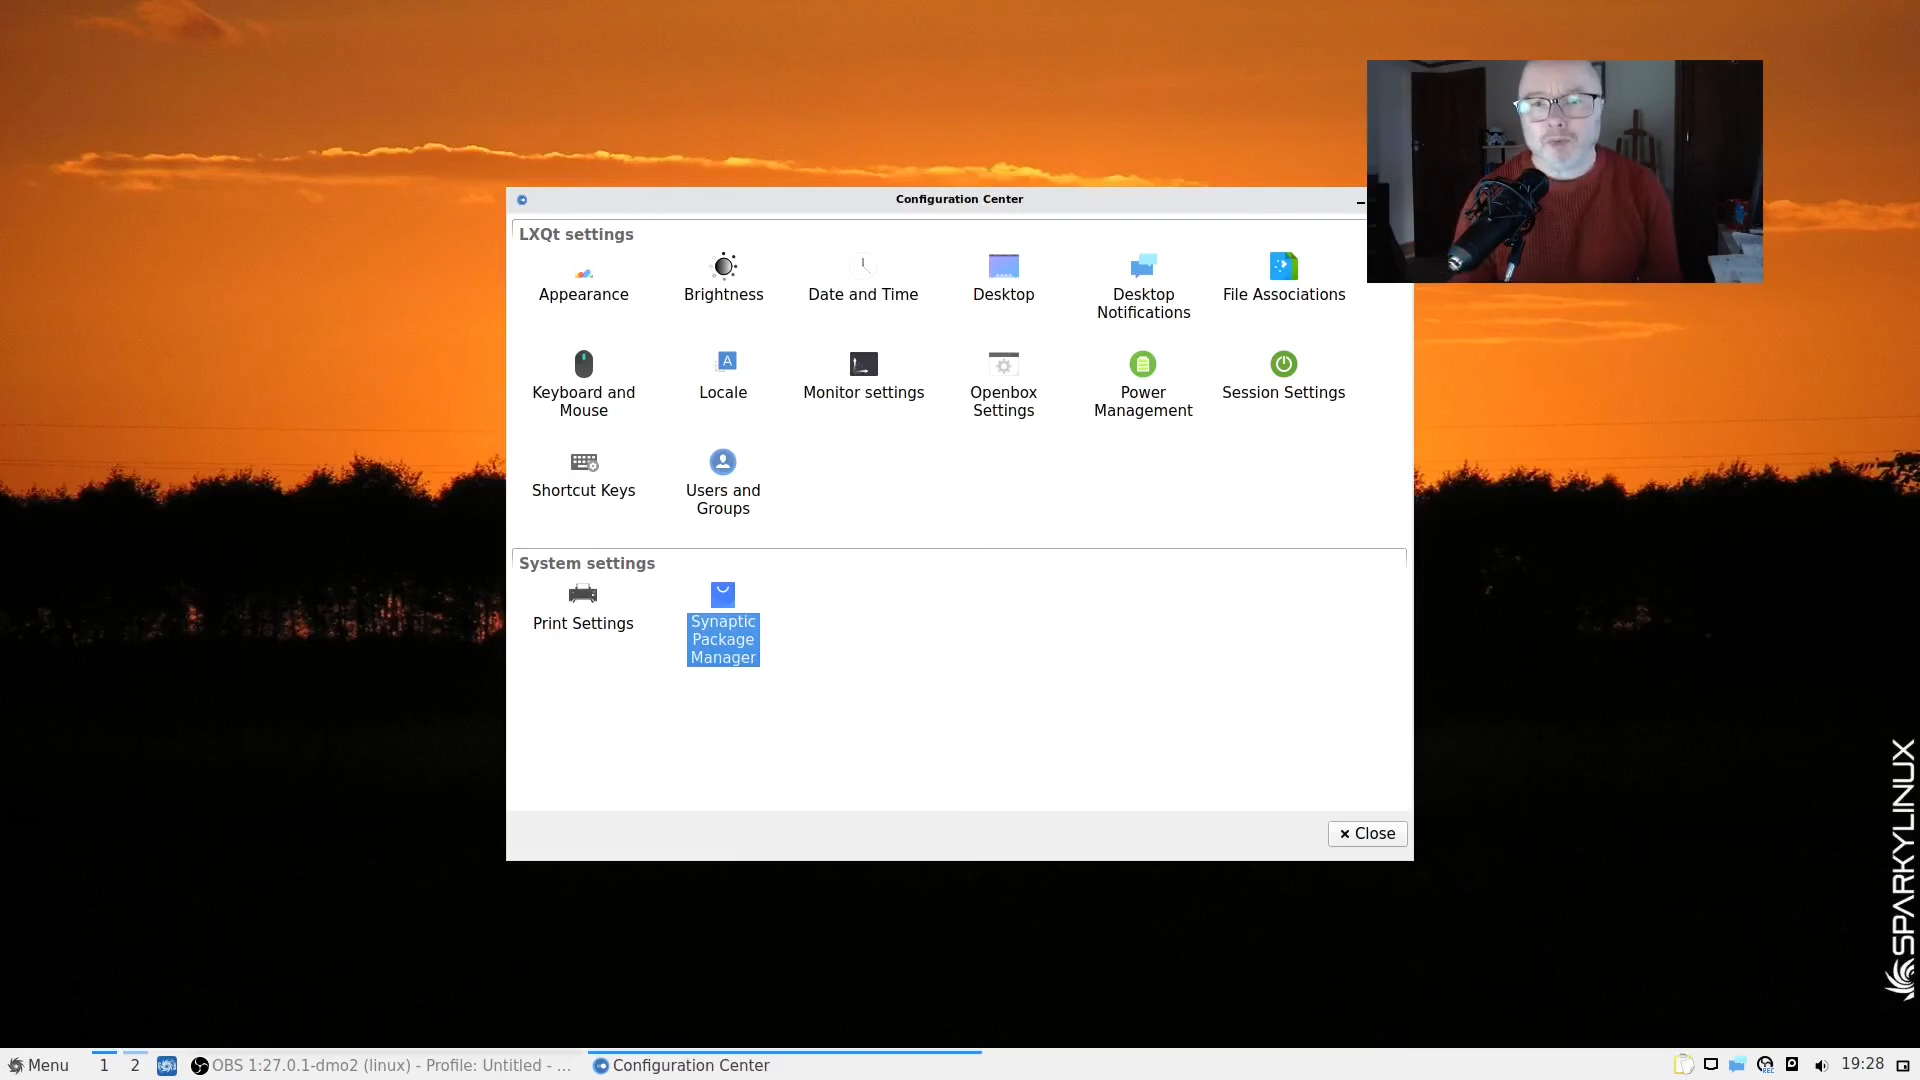 Configuration Center
LXQt settings
Appearance
Brightness
Date and Time
Desktop
Desktop
Notifications
File Associations
Keyboard and
Mouse
Locale
Monitor settings
Openbox
Settings
Power
Management
Session Settings
Shortcut Keys
Users and
Groups
System settings
Print Settings
Synaptic
Package
Manager
Close
SPARKYLINUX
Menu
1
2
OBS 1:27.0.1-dmo2 (linux) - Profile: Untitled - ...
Configuration Center
REC
19:28